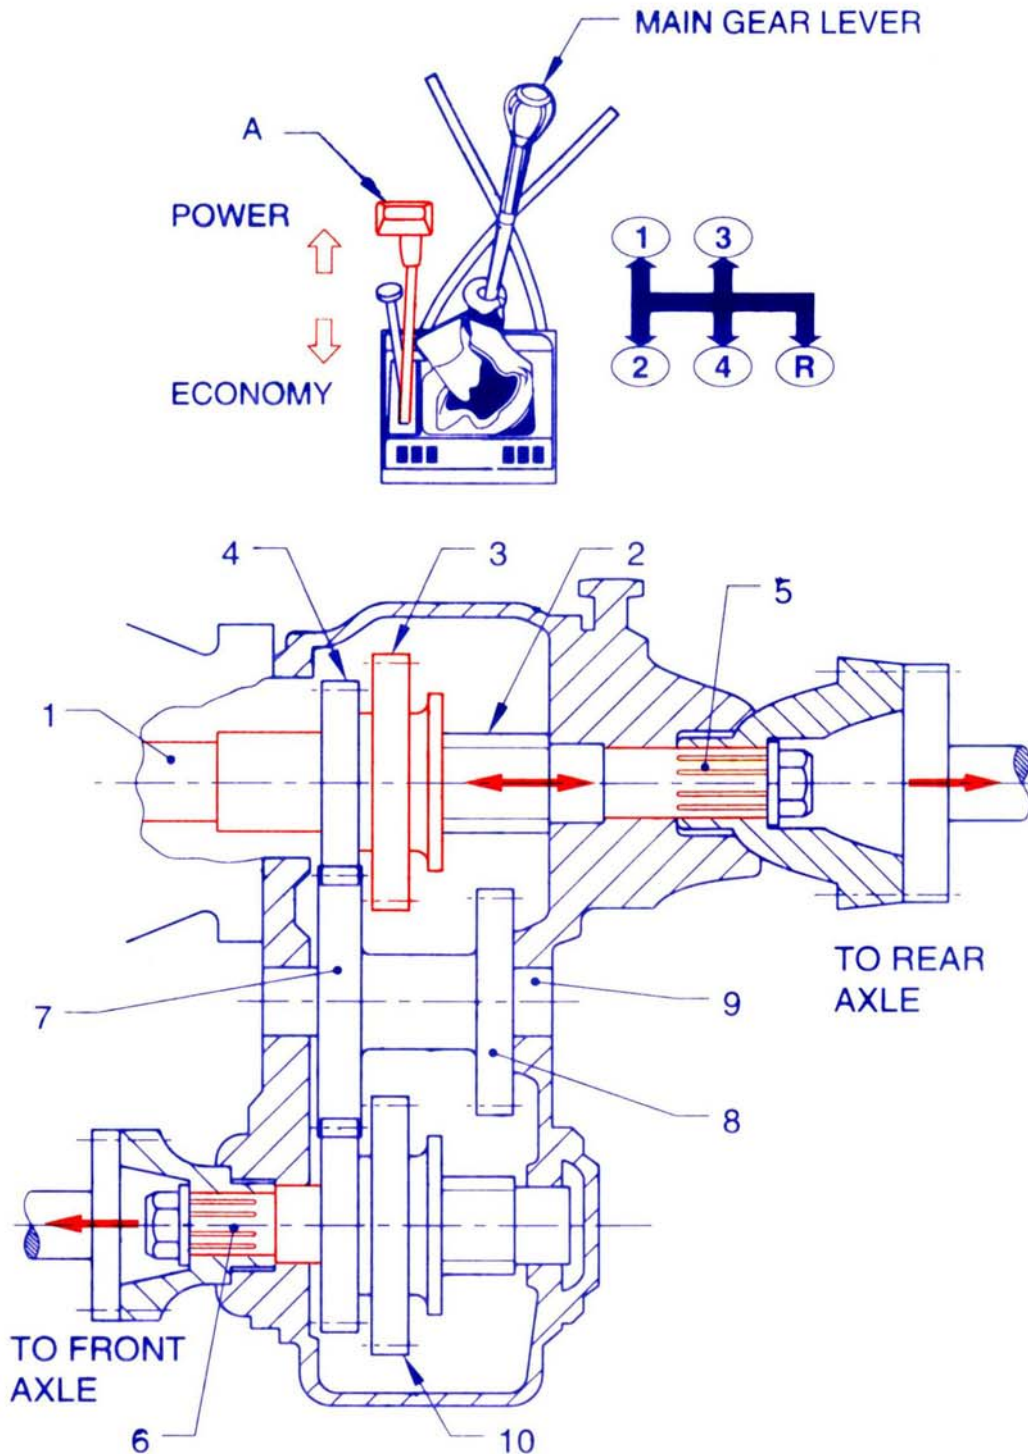 MAIN GEAR LEVER
A
POWER
ECONOMY
1 3
2 4 R
4 3 2 5
1
TO REAR
AXLE
7 9
8
TO FRONT
AXLE
6 10